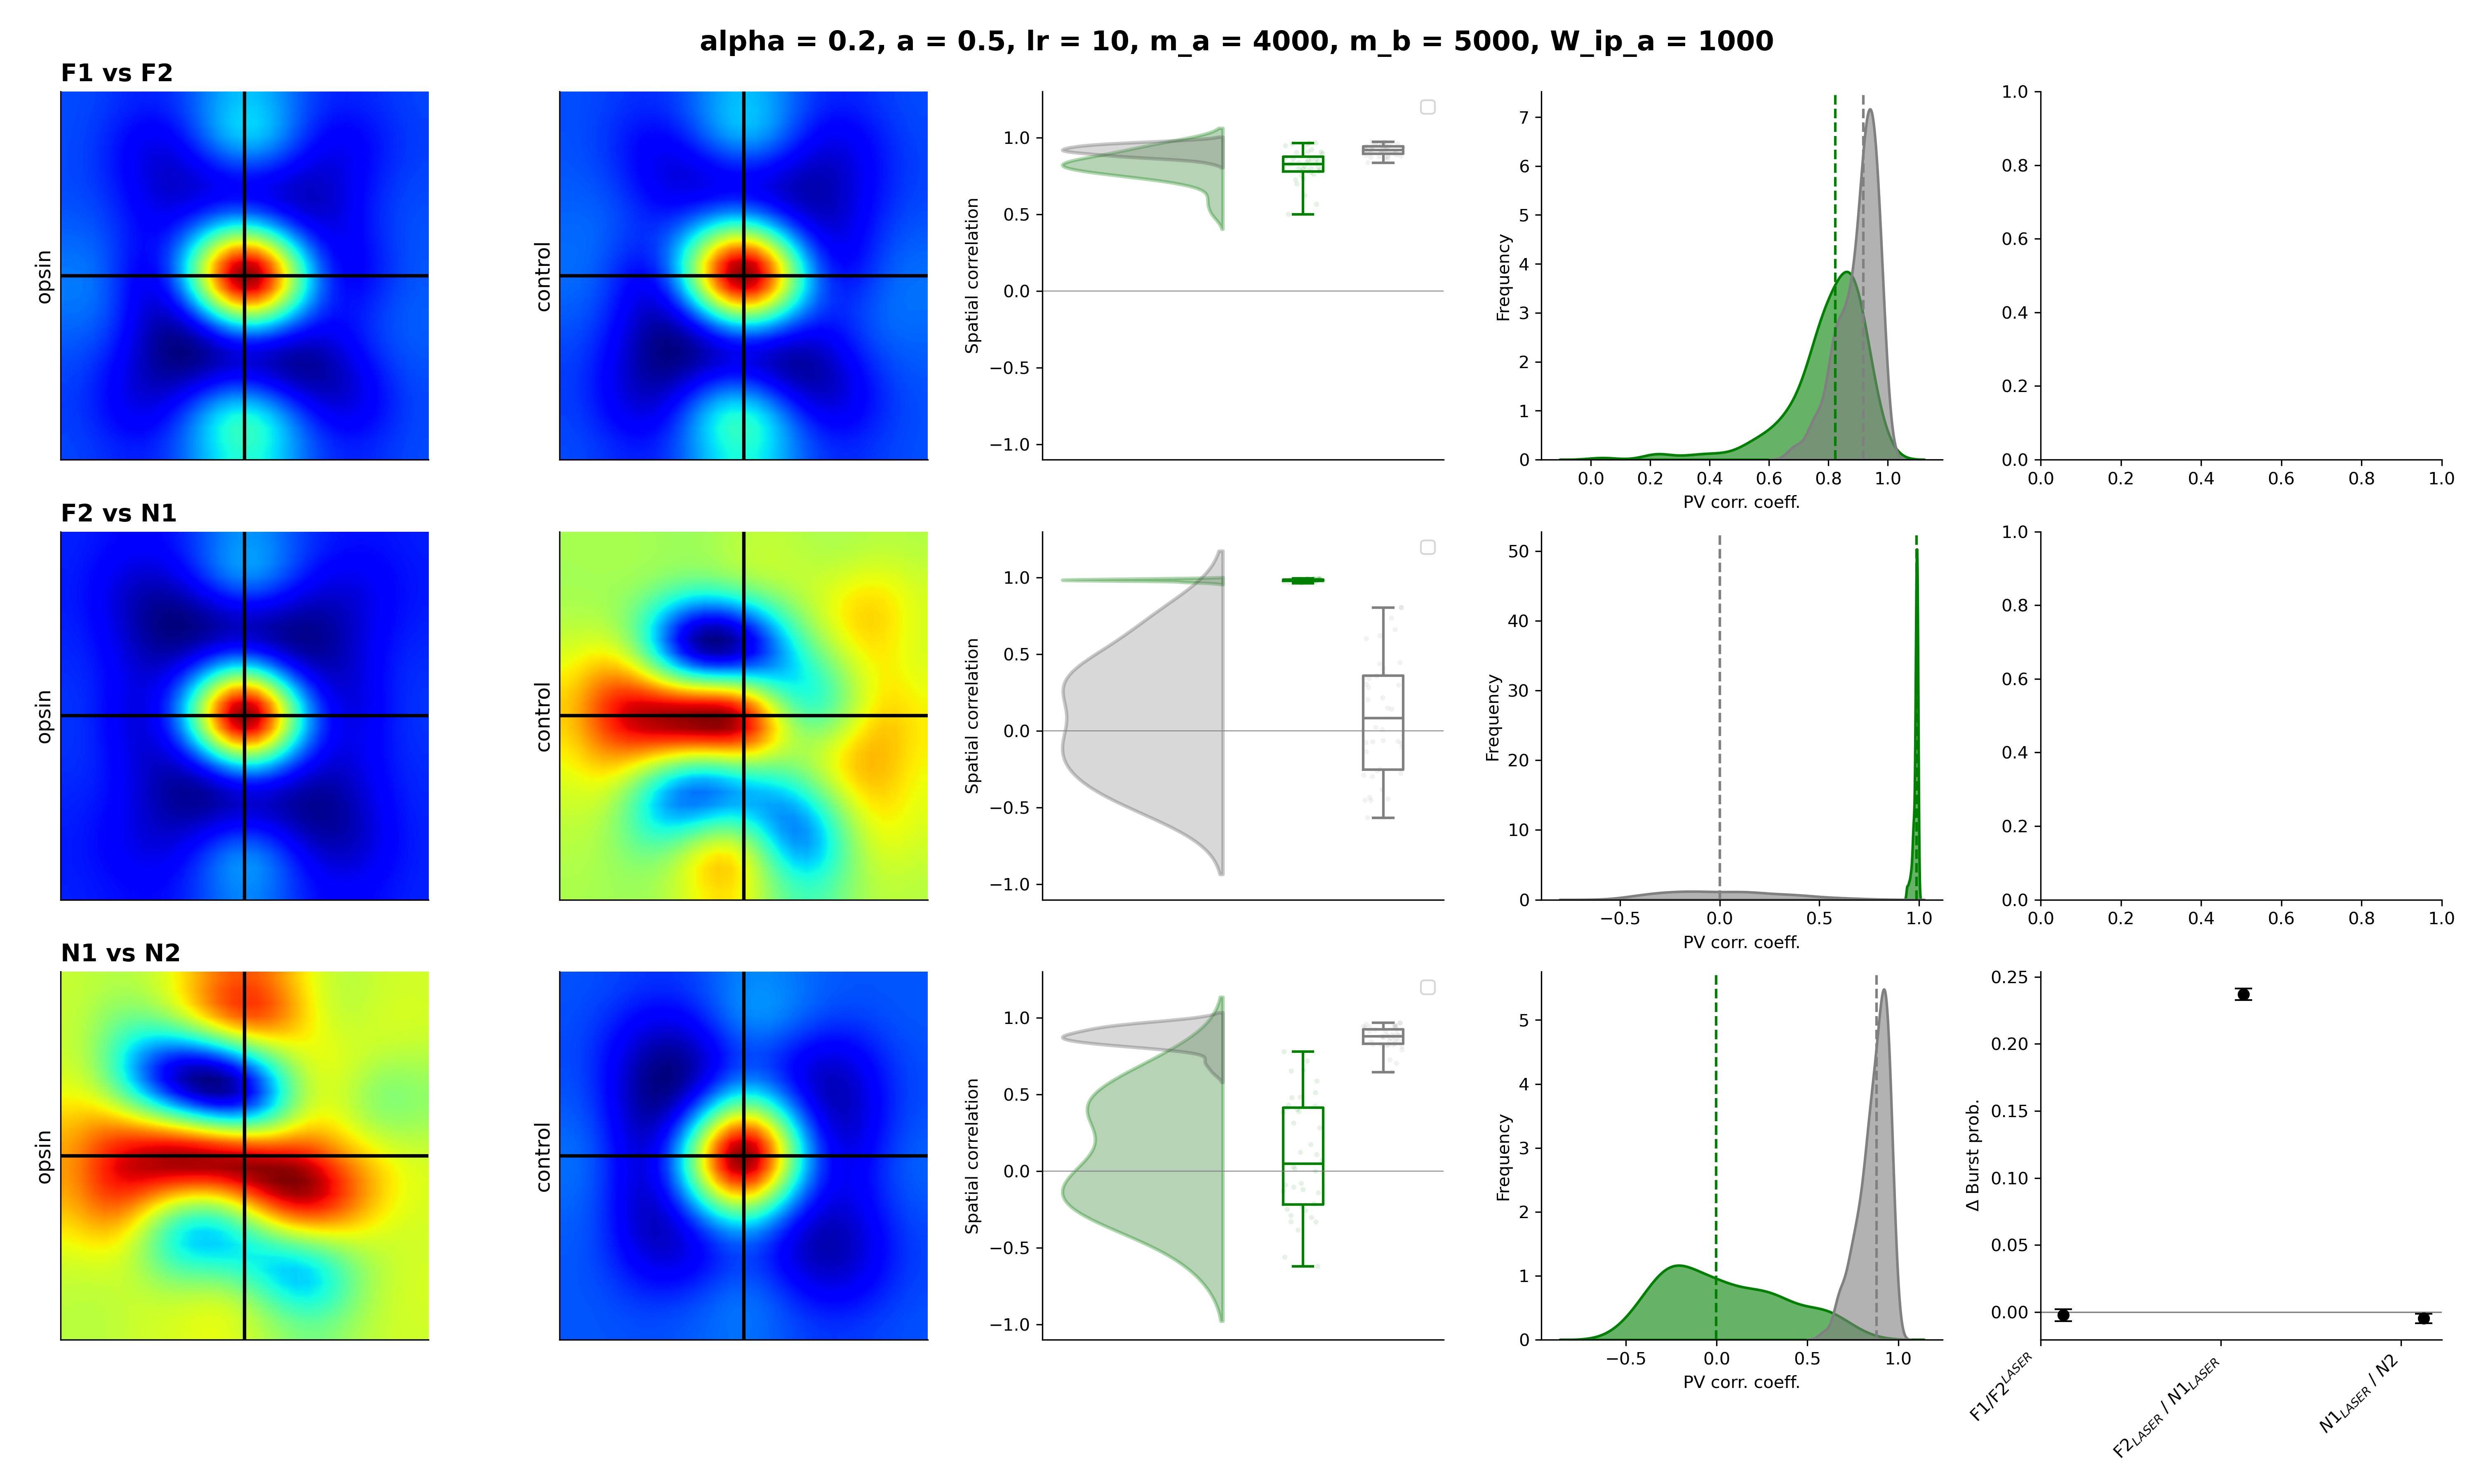 alpha = 0.2, a = 0.5, lr = 10, m_a = 4000, m_b = 5000, W_ip_a = 1000
F1 vs F2
opsin
control
Spatial correlation
1.0
0.5
0.0
−0.5
−1.0
Frequency
7
6
5
4
3
2
1
0
0.0 0.2 0.4 0.6 0.8 1.0
PV corr. coeff.
1.0
0.8
0.6
0.4
0.2
0.0
0.0 0.2 0.4 0.6 0.8 1.0
F2 vs N1
opsin
control
Spatial correlation
1.0
0.5
0.0
−0.5
−1.0
Frequency
50
40
30
20
10
0
−0.5 0.0 0.5 1.0
PV corr. coeff.
1.0
0.8
0.6
0.4
0.2
0.0
0.0 0.2 0.4 0.6 0.8 1.0
N1 vs N2
opsin
control
Spatial correlation
1.0
0.5
0.0
−0.5
−1.0
Frequency
5
4
3
2
1
0
−0.5 0.0 0.5 1.0
PV corr. coeff.
Δ Burst prob.
0.25
0.20
0.15
0.10
0.05
0.00
F1/F2^LASER
F2_LASER / N1_LASER
N1_LASER / N2